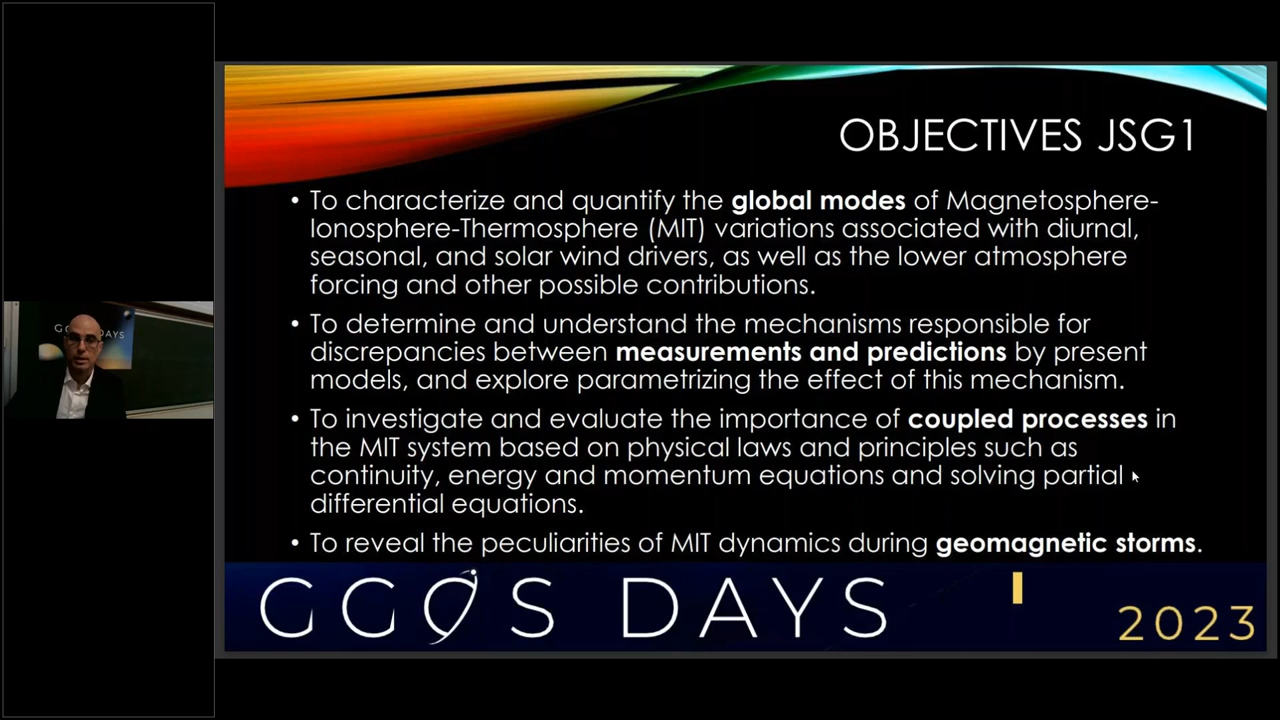 OBJECTIVES JSG1
• To characterize and quantify the global modes of Magnetosphere-
Ionosphere-Thermosphere (MIT) variations associated with diurnal,
seasonal, and solar wind drivers, as well as the lower atmosphere
forcing and other possible contributions.
• To determine and understand the mechanisms responsible for
discrepancies between measurements and predictions by present
models, and explore parametrizing the effect of this mechanism.
• To investigate and evaluate the importance of coupled processes in
the MIT system based on physical laws and principles such as
continuity, energy and momentum equations and solving partial
differential equations.
• To reveal the peculiarities of MIT dynamics during geomagnetic storms.
GGOS DAYS
2023
DAYS